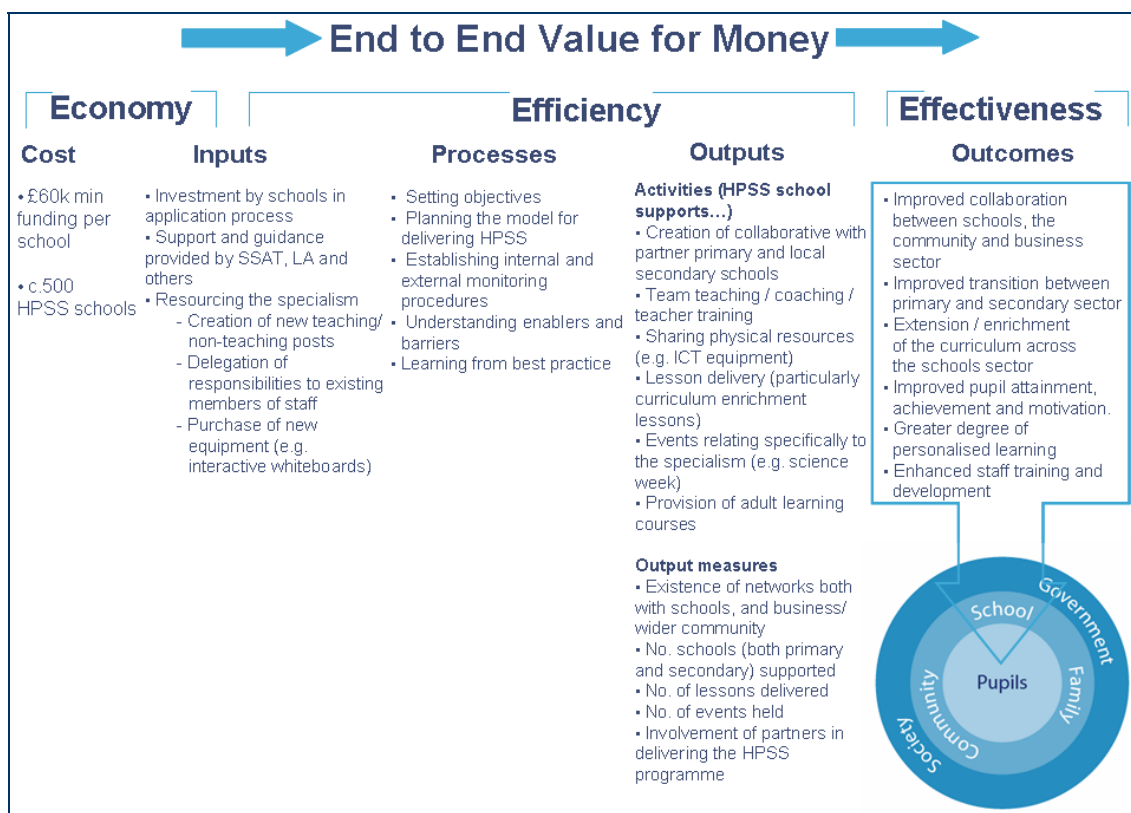 End to End Value for Money
Economy
Efficiency
Effectiveness
Cost
• £60k min
funding per
school
• c.500
HPSS schools
Inputs
• Investment by schools in
application process
• Support and guidance
provided by SSAT, LA and
others
• Resourcing the specialism
- Creation of new teaching/
non-teaching posts
- Delegation of
responsibilities to existing
members of staff
- Purchase of new
equipment (e.g.
interactive whiteboards)
Processes
• Setting objectives
• Planning the model for
delivering HPSS
• Establishing internal and
external monitoring
procedures
• Understanding enablers and
barriers
• Learning from best practice
Outputs
Activities (HPSS school
supports…)
• Creation of collaborative with
partner primary and local
secondary schools
• Team teaching / coaching /
teacher training
• Sharing physical resources
(e.g. ICT equipment)
• Lesson delivery (particularly
curriculum enrichment
lessons)
• Events relating specifically to
the specialism (e.g. science
week)
• Provision of adult learning
courses
Output measures
• Existence of networks both
with schools, and business/
wider community
• No. schools (both primary
and secondary) supported
• No. of lessons delivered
• No. of events held
• Involvement of partners in
delivering the HPSS
programme
Outcomes
• Improved collaboration
between schools, the
community and business
sector
• Improved transition between
primary and secondary sector
• Extension / enrichment
of the curriculum across
the schools sector
• Improved pupil attainment,
achievement and motivation.
• Greater degree of
personalised learning
• Enhanced staff training and
development
Government
School
Family
Pupils
Community
Society